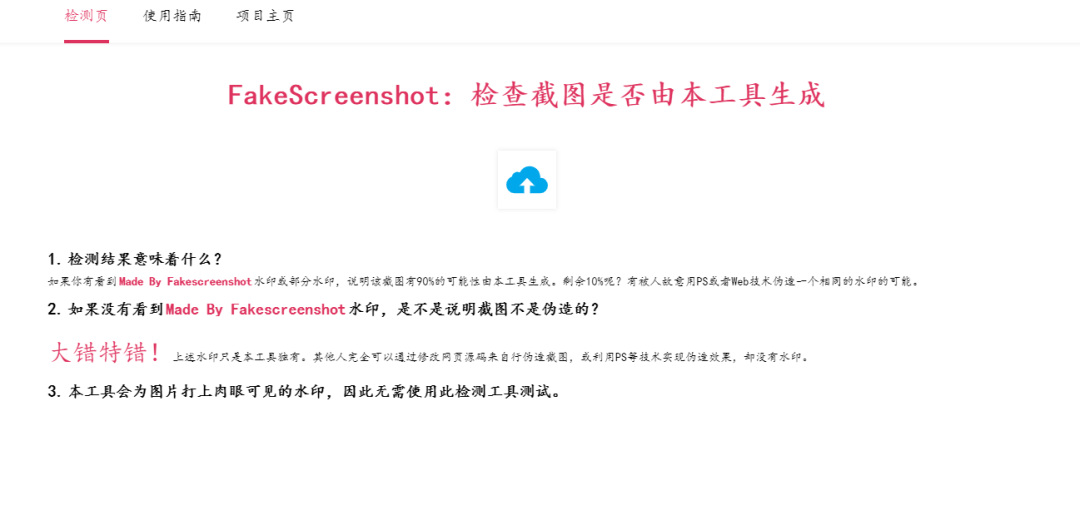 检测页 使用指南 项目主页
FakeScreenshot: 检查截图是否由本工具生成
1. 检测结果意味着什么？
如果你有看到Made By Fakescreenshot水印或部分水印，说明该截图有90%的可能性由本工具生成。剩余10%呢？有被人故意用PS或者Web技术伪造一个相同的水印的可能。
2. 如果没有看到Made By Fakescreenshot水印，是不是说明截图不是伪造的？
大错特错！上述水印只是本工具独有。其他人完全可以通过修改网页源码来自行伪造截图，或利用PS等技术实现伪造效果，却没有水印。
3. 本工具会为图片打上肉眼可见的水印，因此无需使用此检测工具测试。